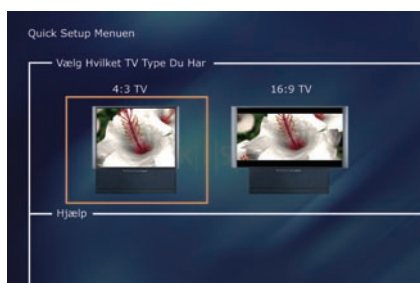 Quick Setup Menuen
Vælg Hvilket TV Type Du Har
4:3 TV
16:9 TV
Hjælp